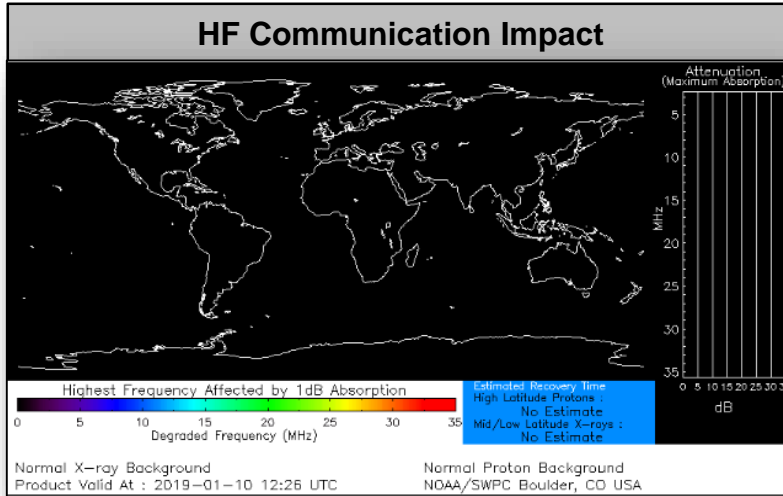 HF Communication Impact
Attenuation
(Maximum Absorption)
5
10
15
20
25
30
35
MHz
0 5 10 15 20 25 30
dB
Highest Frequency Affected by 1dB Absorption
0 5 10 15 20 25 30 35
Degraded Frequency (MHz)
Estimated Recovery Time
High Latitude Protons :
No Estimate
Mid/Low Latitude X-rays :
No Estimate
Normal X-ray Background
Normal Proton Background
Product Valid At : 2019-01-10 12:26 UTC
NOAA/SWPC Boulder, CO USA